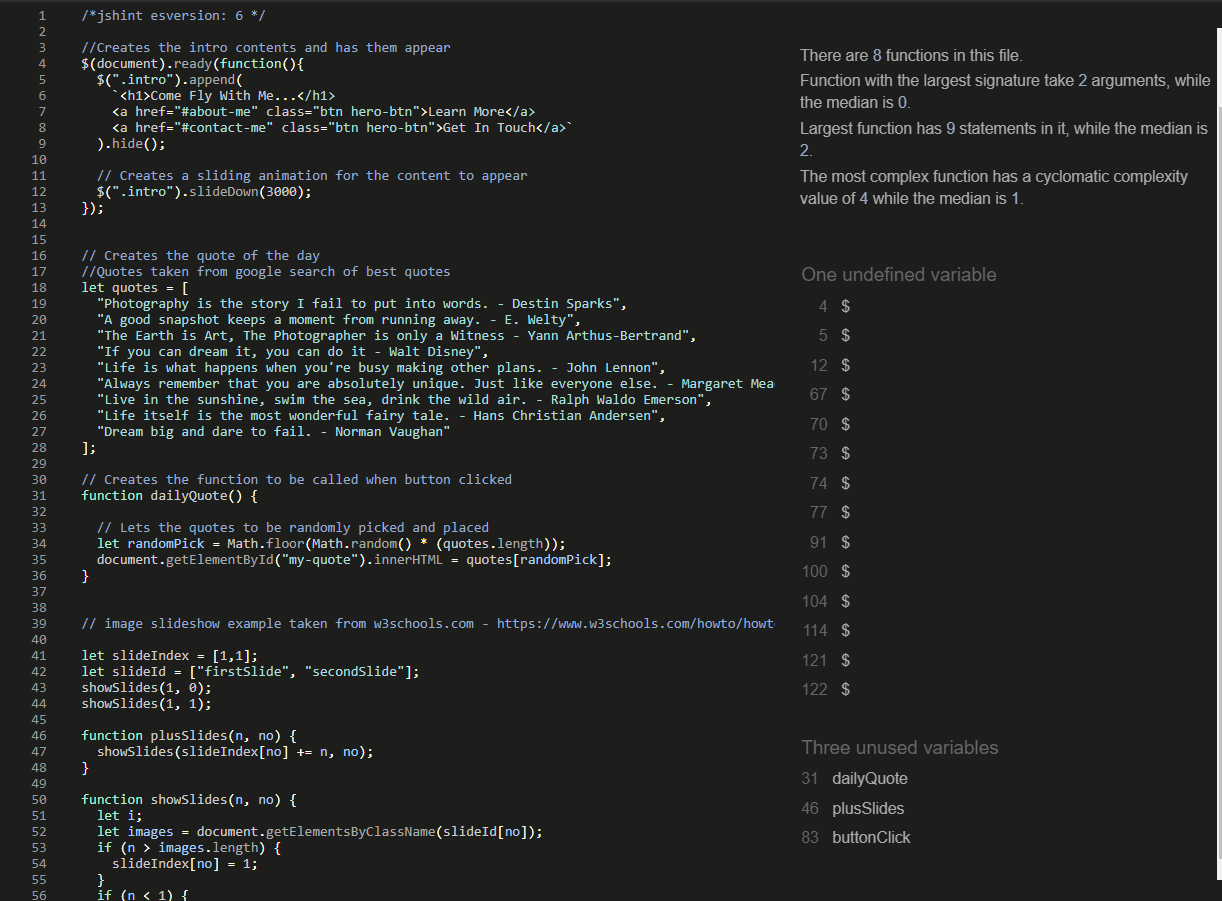 1 /*jshint esversion: 6 */
2
3 //Creates the intro contents and has them appear
4 $(document).ready(function(){
5 $(".intro").append(
6 `<h1>Come Fly With Me...</h1>
7 <a href="#about-me" class="btn hero-btn">Learn More</a>
8 <a href="#contact-me" class="btn hero-btn">Get In Touch</a>`
9 ).hide();
10
11 // Creates a sliding animation for the content to appear
12 $(".intro").slideDown(3000);
13 });
14
15
16 // Creates the quote of the day
17 //Quotes taken from google search of best quotes
18 let quotes = [
19 "Photography is the story I fail to put into words. - Destin Sparks",
20 "A good snapshot keeps a moment from running away. - E. Welty",
21 "The Earth is Art, The Photographer is only a Witness - Yann Arthus-Bertrand",
22 "If you can dream it, you can do it - Walt Disney",
23 "Life is what happens when you're busy making other plans. - John Lennon",
24 "Always remember that you are absolutely unique. Just like everyone else. - Margaret Mea
25 "Live in the sunshine, swim the sea, drink the wild air. - Ralph Waldo Emerson",
26 "Life itself is the most wonderful fairy tale. - Hans Christian Andersen",
27 "Dream big and dare to fail. - Norman Vaughan"
28 ];
29
30 // Creates the function to be called when button clicked
31 function dailyQuote() {
32
33 // Lets the quotes to be randomly picked and placed
34 let randomPick = Math.floor(Math.random() * (quotes.length));
35 document.getElementById("my-quote").innerHTML = quotes[randomPick];
36 }
37
38
39 // image slideshow example taken from w3schools.com - https://www.w3schools.com/howto/howt
40
41 let slideIndex = [1,1];
42 let slideId = ["firstSlide", "secondSlide"];
43 showSlides(1, 0);
44 showSlides(1, 1);
45
46 function plusSlides(n, no) {
47 showSlides(slideIndex[no] += n, no);
48 }
49
50 function showSlides(n, no) {
51 let i;
52 let images = document.getElementsByClassName(slideId[no]);
53 if (n > images.length) {
54 slideIndex[no] = 1;
55 }
56 if (n < 1) {
There are 8 functions in this file.
Function with the largest signature take 2 arguments, while
the median is 0.
Largest function has 9 statements in it, while the median is
2.
The most complex function has a cyclomatic complexity
value of 4 while the median is 1.
One undefined variable
4 $
5 $
12 $
67 $
70 $
73 $
74 $
77 $
91 $
100 $
104 $
114 $
121 $
122 $
Three unused variables
31 dailyQuote
46 plusSlides
83 buttonClick